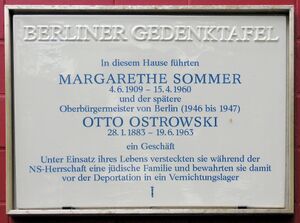 BERLINER GEDENKTAFEL
In diesem Hause führten
MARGARETHE SOMMER
4.6.1909 – 15.4.1960
und der spätere
Oberbürgermeister von Berlin (1946 bis 1947)
OTTO OSTROWSKI
28.1.1883 – 19.6.1963
ein Geschäft
Unter Einsatz ihres Lebens versteckten sie während der
NS-Herrschaft eine jüdische Familie und bewahrten sie damit
vor der Deportation in ein Vernichtungslager